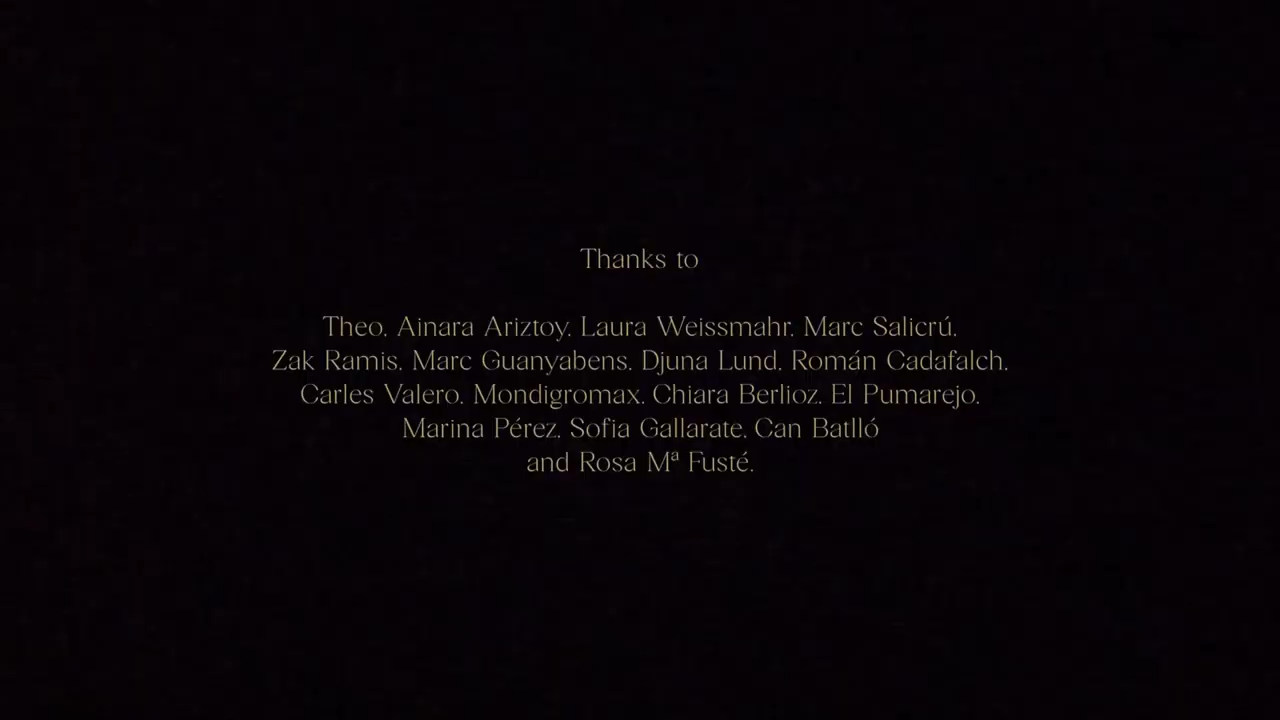 Thanks to
Theo, Ainara Ariztoy, Laura Weissmahr, Marc Salicrú,
Zak Ramis, Marc Guanyabens, Djuna Lund, Román Cadafalch,
Carles Valero, Mondigromax, Chiara Berlioz, El Pumarejo,
Marina Pérez, Sofia Gallarate, Can Batlló
and Rosa Mª Fusté.